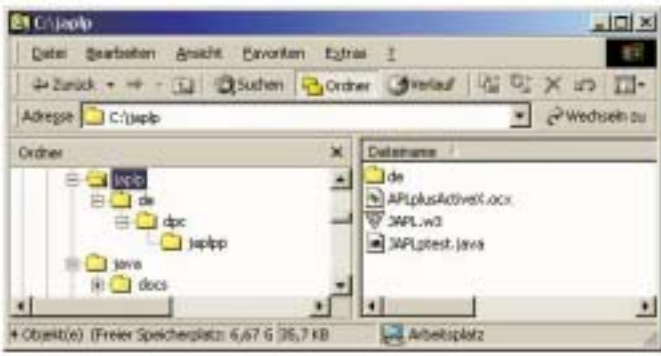 C:\japlp
Datei Bearbeiten Ansicht Favoriten Extras ?
Zurück Suchen Ordner Verlauf
Adresse C:\japlp Wechseln zu
Ordner
japlp
de
dpc
japlpp
java
docs
Dateiname
de
APLplusActiveX.ocx
JAPL.w3
JAPLptest.java
4 Objekt(e) (Freier Speicherplatz: 6,67 G 35,7 KB Arbeitsplatz